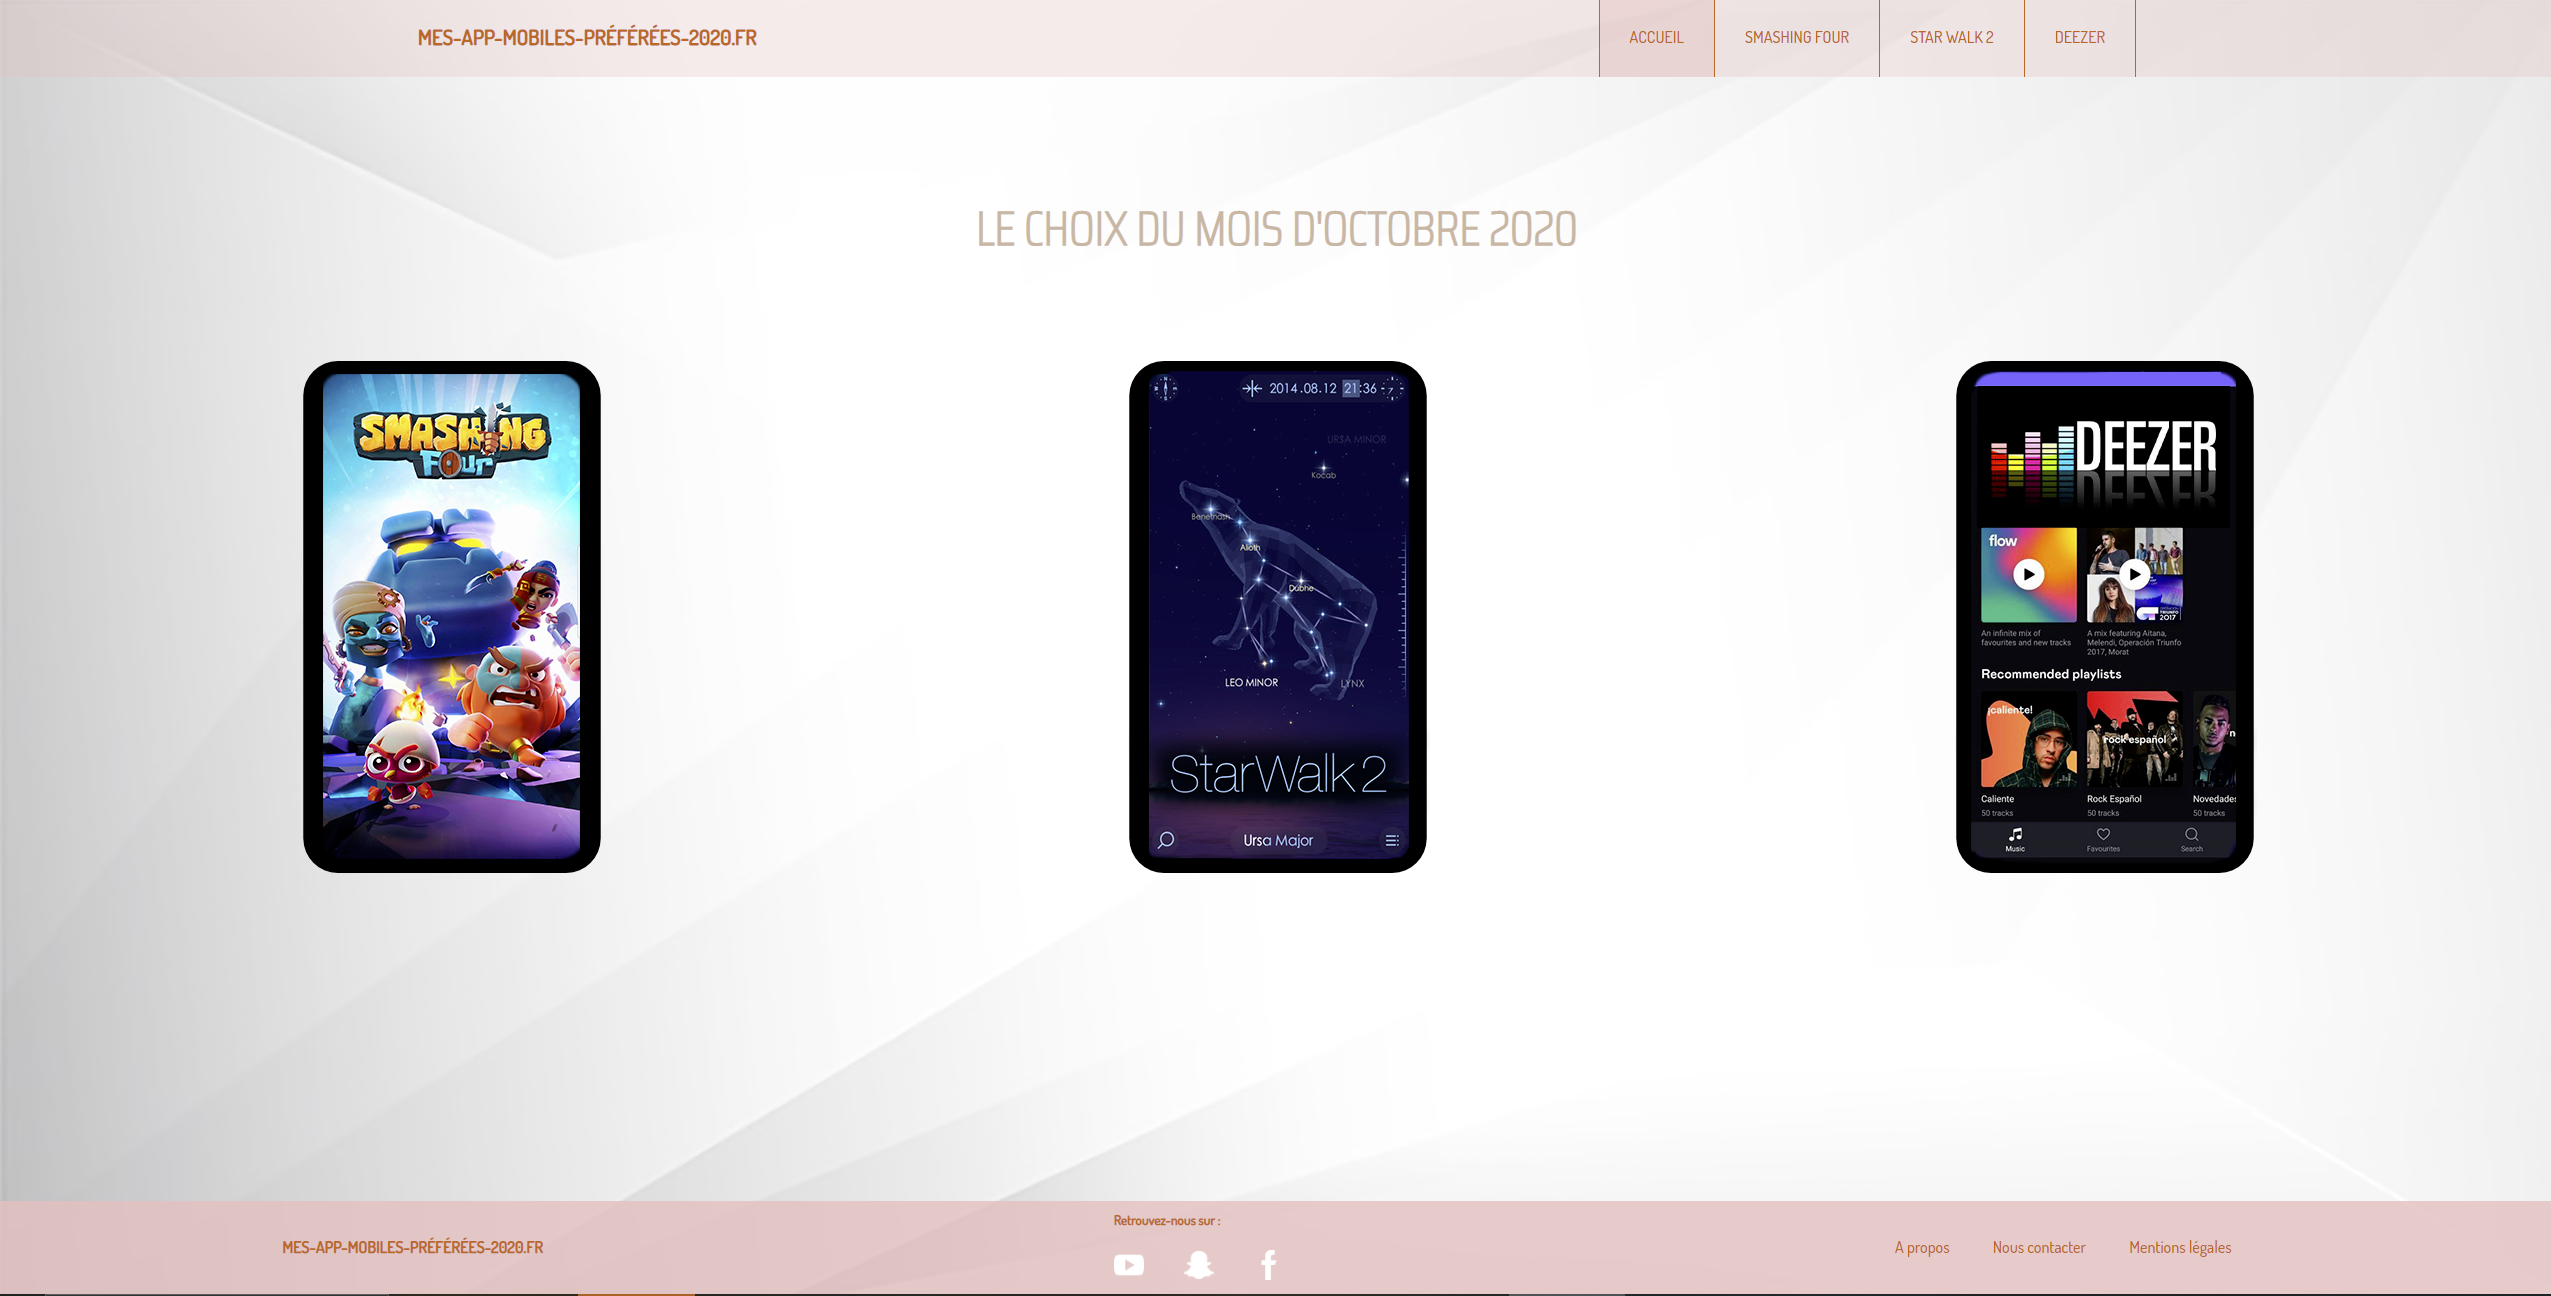 MES-APP-MOBILES-PRÉFÉRÉES-2020.FR
ACCUEIL
SMASHING FOUR
STAR WALK 2
DEEZER
LE CHOIX DU MOIS D'OCTOBRE 2020
SMASHING
FOUR
2014.08.12 21:36
URSA MINOR
Kocab
Benetnash
Alioth
Dubhe
LEO MINOR
LYNX
StarWalk 2
Ursa Major
DEEZER
flow
OPERACIÓN
TRIUNFO
2017
An infinite mix of
favourites and new tracks
A mix featuring Aitana,
Melendi, Operación Triunfo
2017, Morat
Recommended playlists
¡caliente!
rock español
Caliente
50 tracks
Rock Español
50 tracks
Novedades
50 tracks
Music
Favourites
Search
MES-APP-MOBILES-PRÉFÉRÉES-2020.FR
Retrouvez-nous sur :
A propos
Nous contacter
Mentions légales